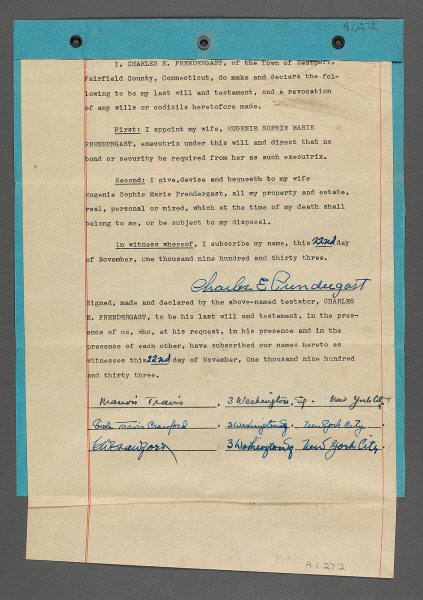 A1.272
I, CHARLES E. PRENDERGAST, of the Town of Westport,
Fairfield County, Connecticut, do make and declare the fol-
lowing to be my last will and testament, and a revocation
of any wills or codicils heretofore made.
First: I appoint my wife, EUGENIE SOPHIE MARIE
PRENDERGAST, executrix under this will and direct that no
bond or security be required from her as such executrix.
Second: I give,devise and bequeath to my wife
Eugenie Sophie Marie Prendergast, all my property and estate,
real, personal or mixed, which at the time of my death shall
belong to me, or be subject to my disposal.
In witness whereof, I subscribe my name, this 22nd day
of November, One thousand nine hundred and thirty three.
Charles E Prendergast
Signed, made and declared by the above-named testator, CHARLES
E. PRENDERGAST, to be his last will and testament, in the pres-
ence of us, who, at his request, in his presence and in the
presence of each other, have subscribed our names hereto as
witnesses this 22nd day of November, One thousand nine hundred
and thirty three.
Marion Travis, 3 Washington, Sq. New York City
Travis Crawford, 3 Washington Sq. New York City.
Crawford, 3 Washington Sq New York City,
A1.272